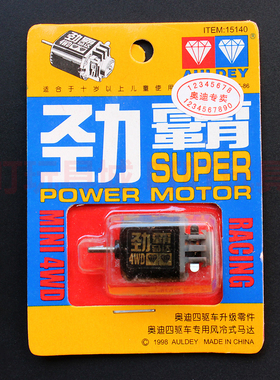 ITEM:15140
AULDEY
适合于十岁以上儿童使用
12345678
奥迪专卖
1234567890
劲霸
SUPER
POWER MOTOR
MINI 4WD
RACING
劲霸
4WD
奥迪四驱车升级零件
奥迪四驱车专用风冷式马达
© 1998 AULDEY MADE IN CHINA